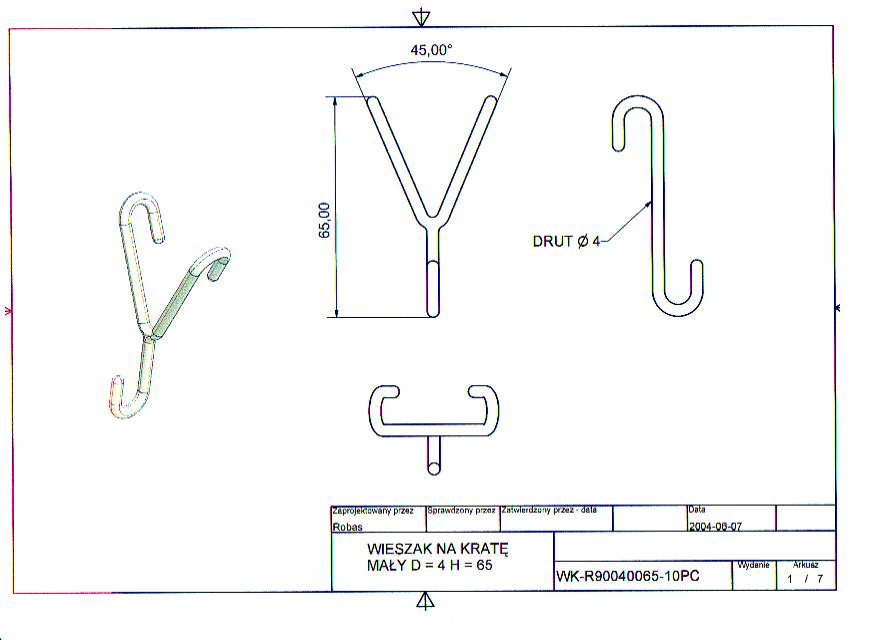 45,00°
65,00
DRUT Ø 4
Zaprojektowany przez
Sprawdzony przez
Zatwierdzony przez - data
Data
Robas
2004-06-07
WIESZAK NA KRATĘ
MAŁY D = 4 H = 65
WK-R90040065-10PC
Wydanie
Arkusz
1 / 7